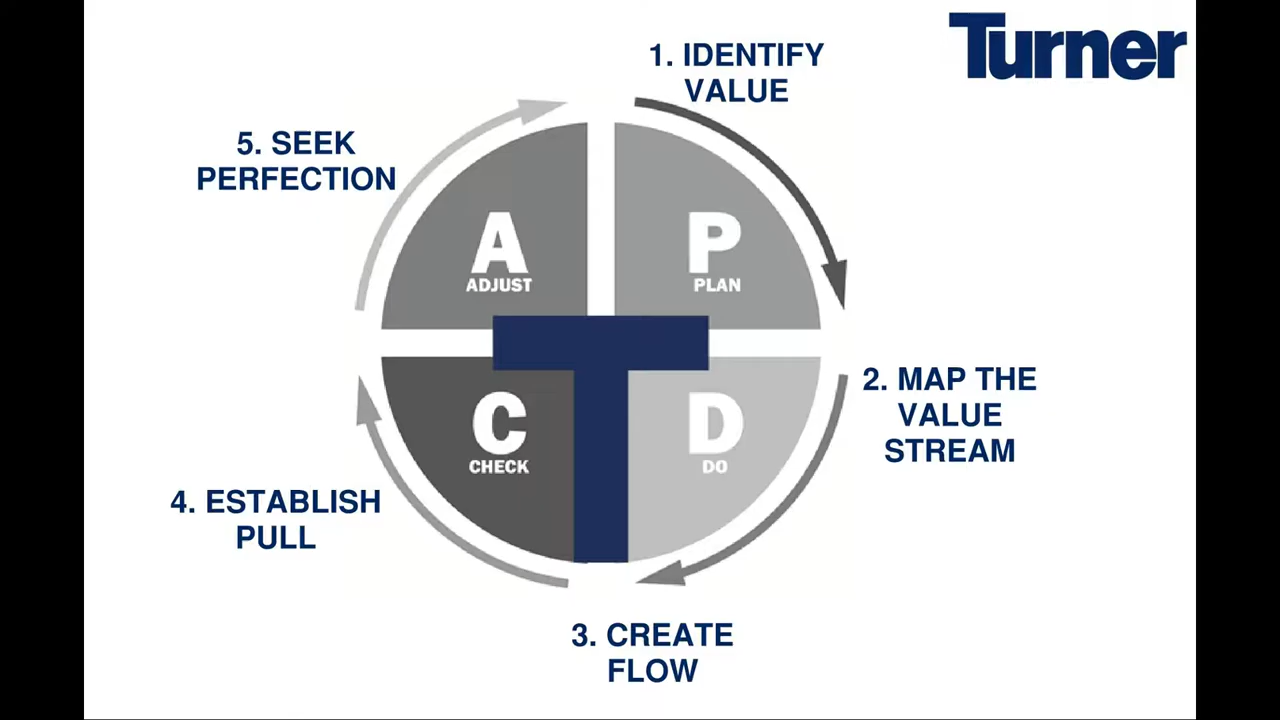 Turner
1. IDENTIFY
VALUE
5. SEEK
PERFECTION
A
ADJUST
P
PLAN
T
2. MAP THE
VALUE
STREAM
C
CHECK
D
DO
4. ESTABLISH
PULL
3. CREATE
FLOW